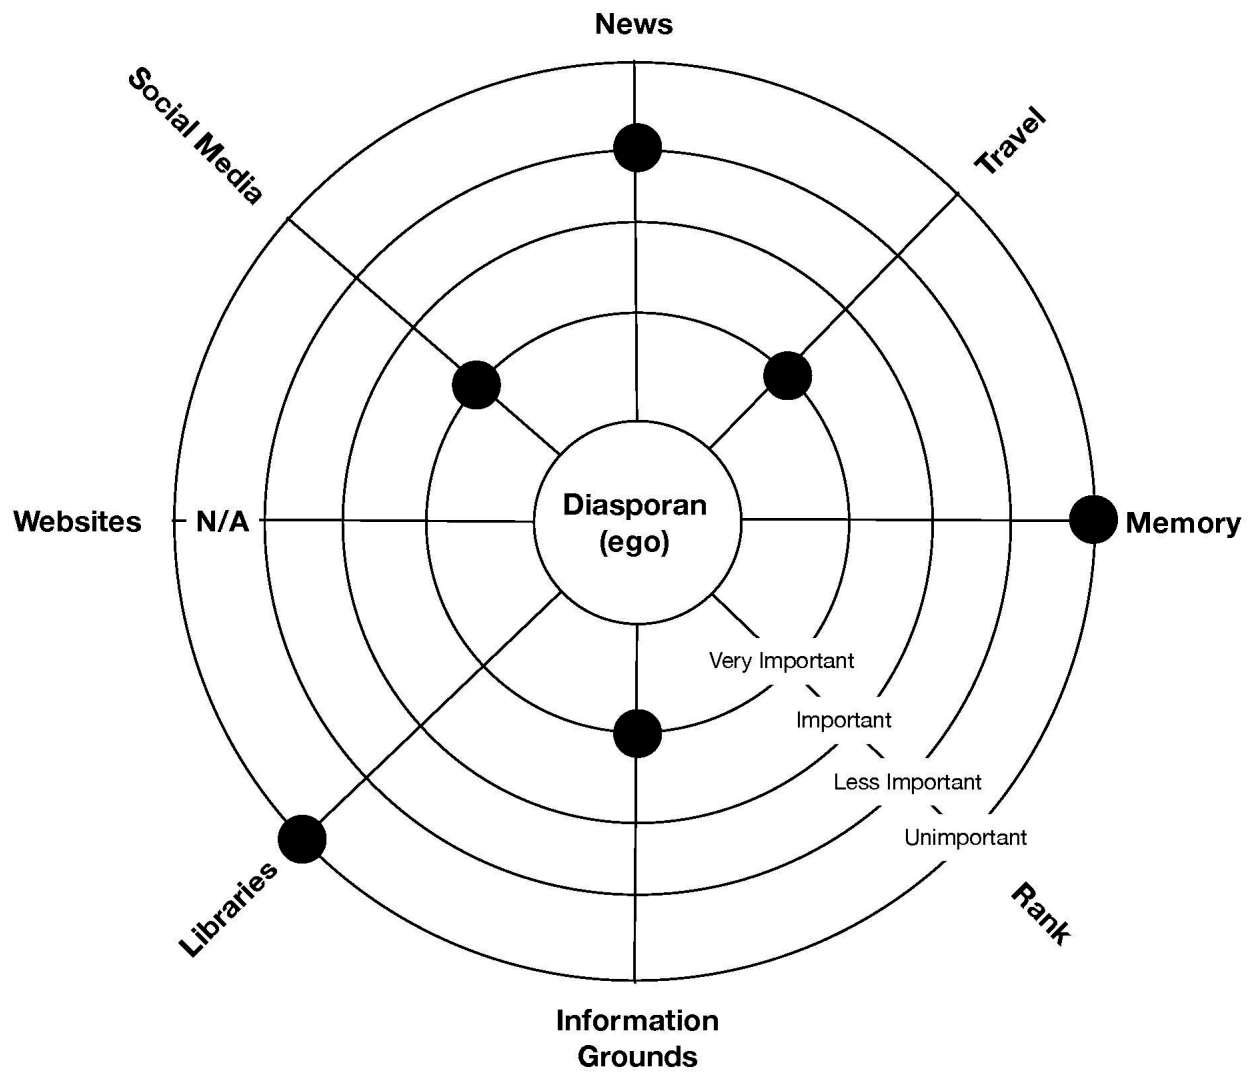 News
Social Media
Travel
Websites
N/A
Diasporan
(ego)
Memory
Very Important
Important
Less Important
Unimportant
Libraries
Rank
Information
Grounds